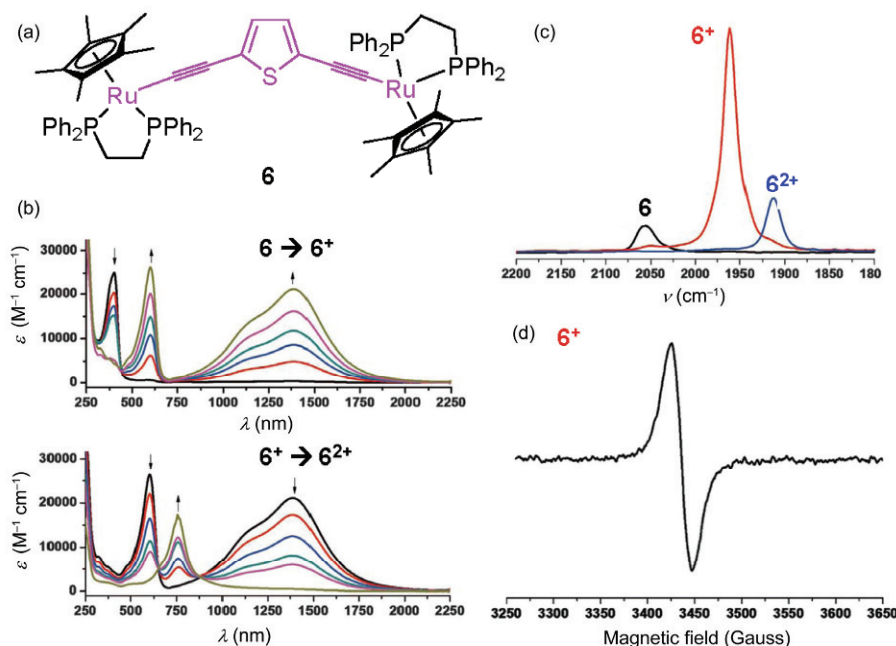 (a)
Ph₂P
PPh₂
S
Ru
Ru
Ph₂P
PPh₂
6
(b)
6 → 6⁺
30000
20000
10000
0
ε (M⁻¹ cm⁻¹)
250 500 750 1000 1250 1500 1750 2000 2250
λ (nm)
6⁺ → 6²⁺
30000
20000
10000
0
ε (M⁻¹ cm⁻¹)
250 500 750 1000 1250 1500 1750 2000 2250
λ (nm)
(c)
6⁺
6
6²⁺
2200 2100 2050 2000 1950 1900 1850 180
ν (cm⁻¹)
(d)
6⁺
3250 3300 3350 3400 3450 3500 3550 3600 3650
Magnetic field (Gauss)